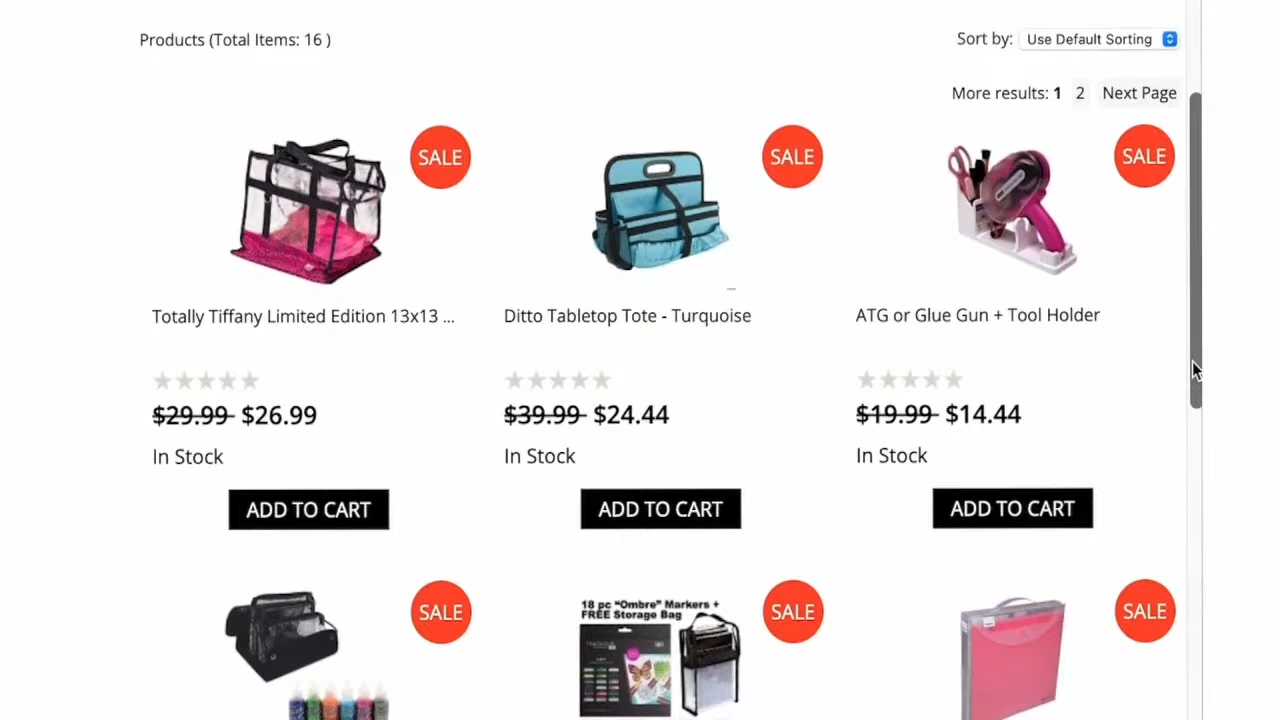 Products (Total Items: 16 )
Sort by: Use Default Sorting
More results: 1 2 Next Page
SALE
SALE
SALE
Totally Tiffany Limited Edition 13x13 ...
Ditto Tabletop Tote - Turquoise
ATG or Glue Gun + Tool Holder
$29.99 $26.99
$39.99 $24.44
$19.99 $14.44
In Stock
In Stock
In Stock
ADD TO CART
ADD TO CART
ADD TO CART
SALE
18 pc "Ombre" Markers +
FREE Storage Bag
SALE
SALE